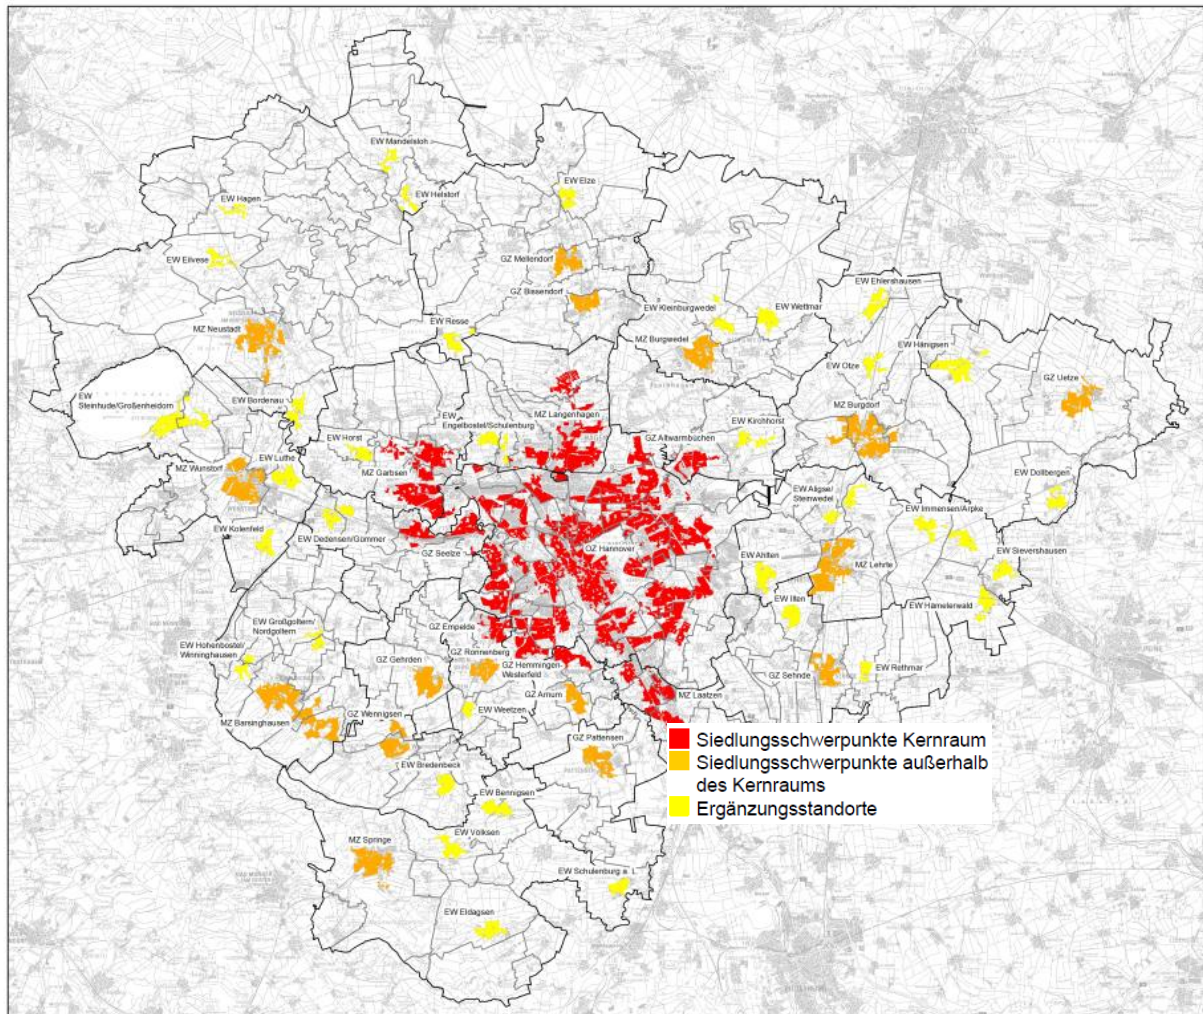 EW Mandelsloh
EW Helstorf
EW Elze
EW Hagen
EW Eilvese
GZ Mellendorf
GZ Bissendorf
EW Ehlershausen
EW Kleinburgwedel
EW Wettmar
EW Resse
MZ Neustadt
MZ Burgwedel
EW Hänigsen
EW Otze
GZ Uetze
EW
Steinhude/Großenheidorn
EW Bordenau
EW
Engelbostel/Schulenburg
MZ Langenhagen
MZ Burgdorf
EW Kirchhorst
EW Horst
GZ Altwarmbüchen
EW Luthe
MZ Wunstorf
MZ Garbsen
EW Dollbergen
EW Aligse/
Steinwedel
EW Immensen/Arpke
EW Kolenfeld
EW Dedensen/Gümmer
GZ Seelze
OZ Hannover
EW Ahlten
MZ Lehrte
EW Sievershausen
EW Ilten
EW Hämelerwald
EW Großgoltern/
Nordgoltern
GZ Empelde
EW Hohenbostel/
Winninghausen
GZ Gehrden
GZ Ronnenberg
GZ Hemmingen-
Westerfeld
GZ Sehnde
EW Rethmar
MZ Barsinghausen
GZ Wennigsen
EW Weetzen
GZ Arnum
MZ Laatzen
GZ Pattensen
EW Bredenbeck
EW Bennigsen
MZ Springe
EW Völksen
EW Schulenburg a. L.
EW Eldagsen
Siedlungsschwerpunkte Kernraum
Siedlungsschwerpunkte außerhalb
des Kernraums
Ergänzungsstandorte